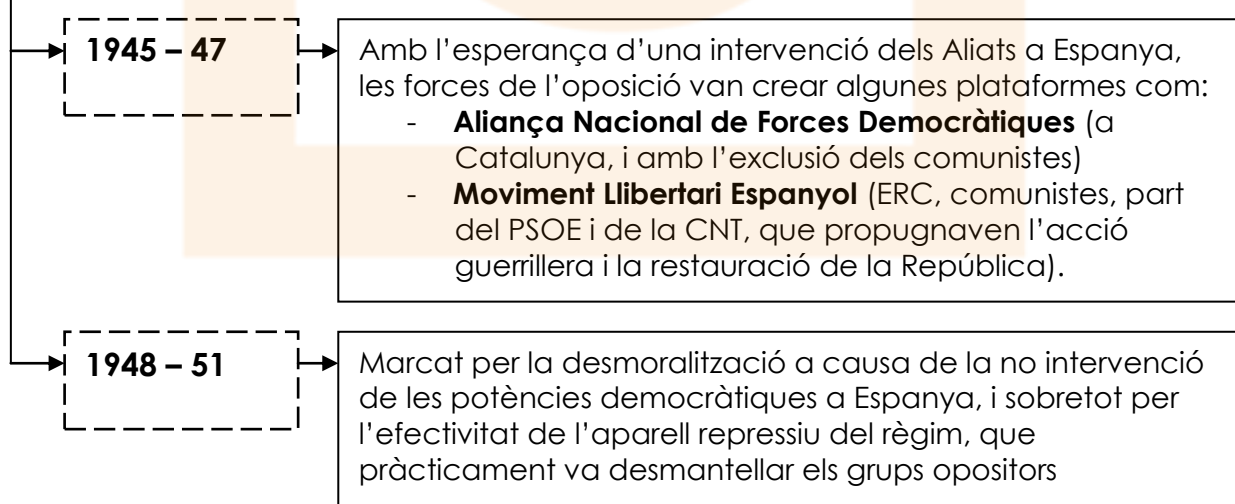 1945 – 47
Amb l’esperança d’una intervenció dels Aliats a Espanya,
les forces de l’oposició van crear algunes plataformes com:
- Aliança Nacional de Forces Democràtiques (a
Catalunya, i amb l’exclusió dels comunistes)
- Moviment Llibertari Espanyol (ERC, comunistes, part
del PSOE i de la CNT, que propugnaven l’acció
guerrillera i la restauració de la República).
1948 – 51
Marcat per la desmoralització a causa de la no intervenció
de les potències democràtiques a Espanya, i sobretot per
l’efectivitat de l’aparell repressiu del règim, que
pràcticament va desmantellar els grups opositors